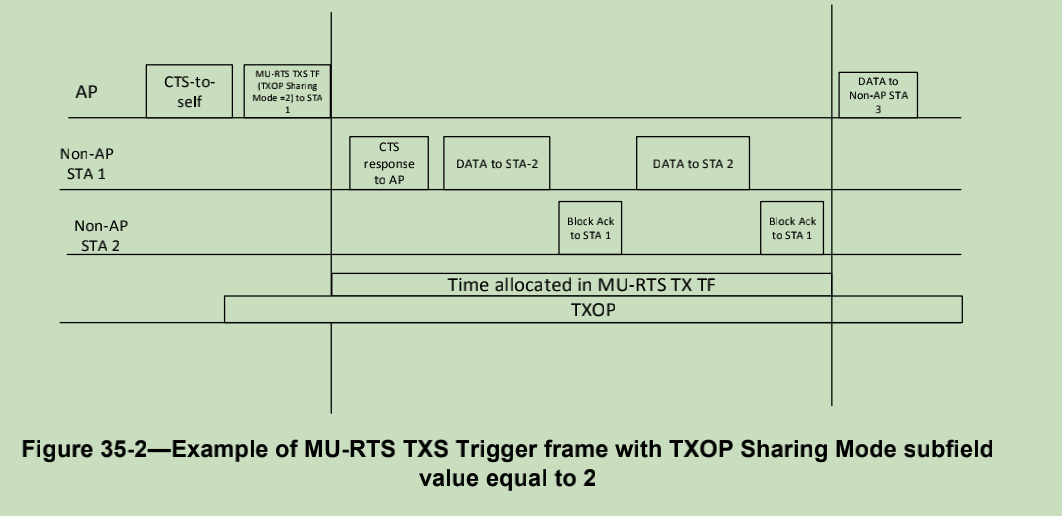 AP
CTS-to-
self
MU-RTS TXS TF
(TXOP Sharing
Mode =2) to STA
1
DATA to
Non-AP STA
3
Non-AP
STA 1
CTS
response
to AP
DATA to STA-2
DATA to STA 2
Non-AP
STA 2
Block Ack
to STA 1
Block Ack
to STA 1
Time allocated in MU-RTS TX TF
TXOP
Figure 35-2—Example of MU-RTS TXS Trigger frame with TXOP Sharing Mode subfield
value equal to 2